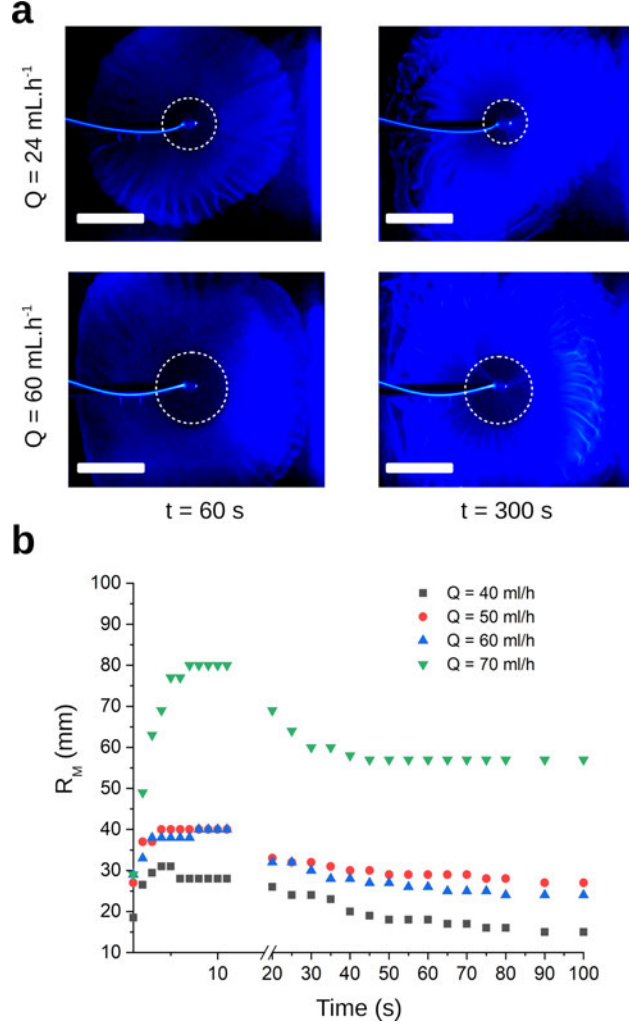 a
Q = 24 mL.h⁻¹
Q = 60 mL.h⁻¹
t = 60 s
t = 300 s
b
100
90
80
70
60
50
40
30
20
10
R_M (mm)
Q = 40 ml/h
Q = 50 ml/h
Q = 60 ml/h
Q = 70 ml/h
10
20 30 40 50 60 70 80 90 100
Time (s)